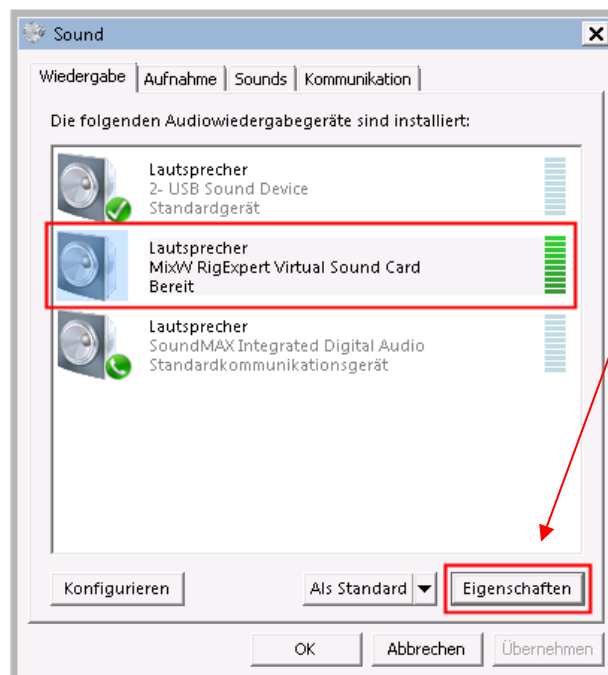 Sound
Wiedergabe Aufnahme Sounds Kommunikation
Die folgenden Audiowiedergabegeräte sind installiert:
Lautsprecher
2- USB Sound Device
Standardgerät
Lautsprecher
MixW RigExpert Virtual Sound Card
Bereit
Lautsprecher
SoundMAX Integrated Digital Audio
Standardkommunikationsgerät
Konfigurieren Als Standard Eigenschaften
OK Abbrechen Übernehmen